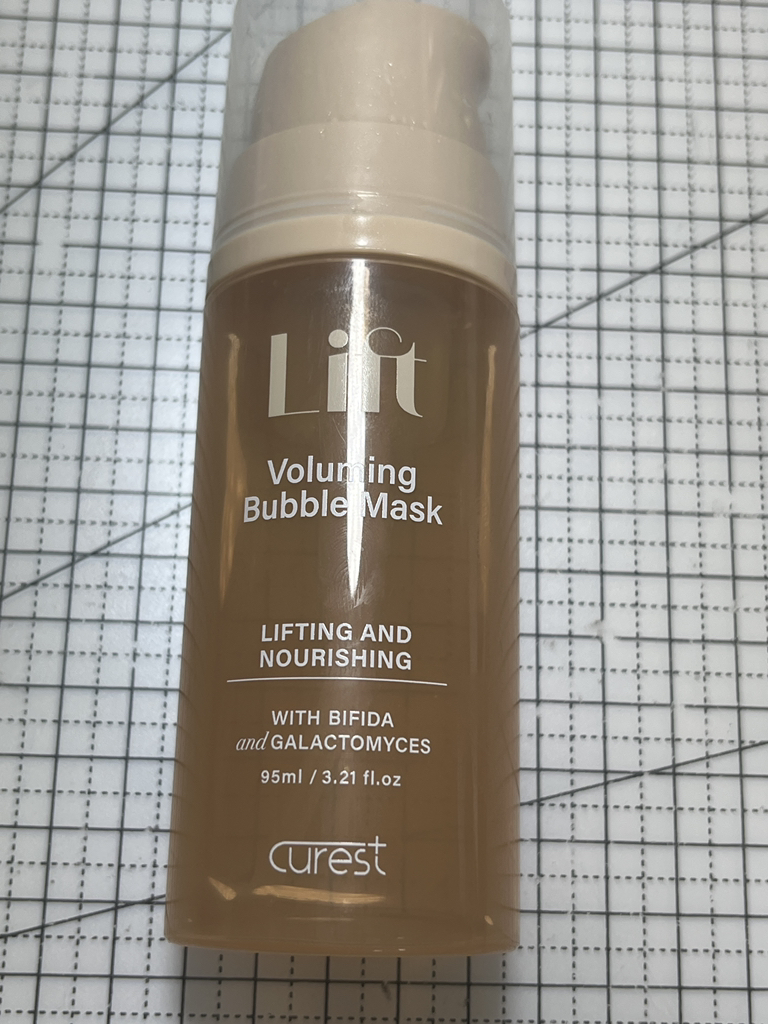 Lift
Voluming
Bubble Mask
LIFTING AND
NOURISHING
WITH BIFIDA
and GALACTOMYCES
95ml / 3.21 fl.oz
curest